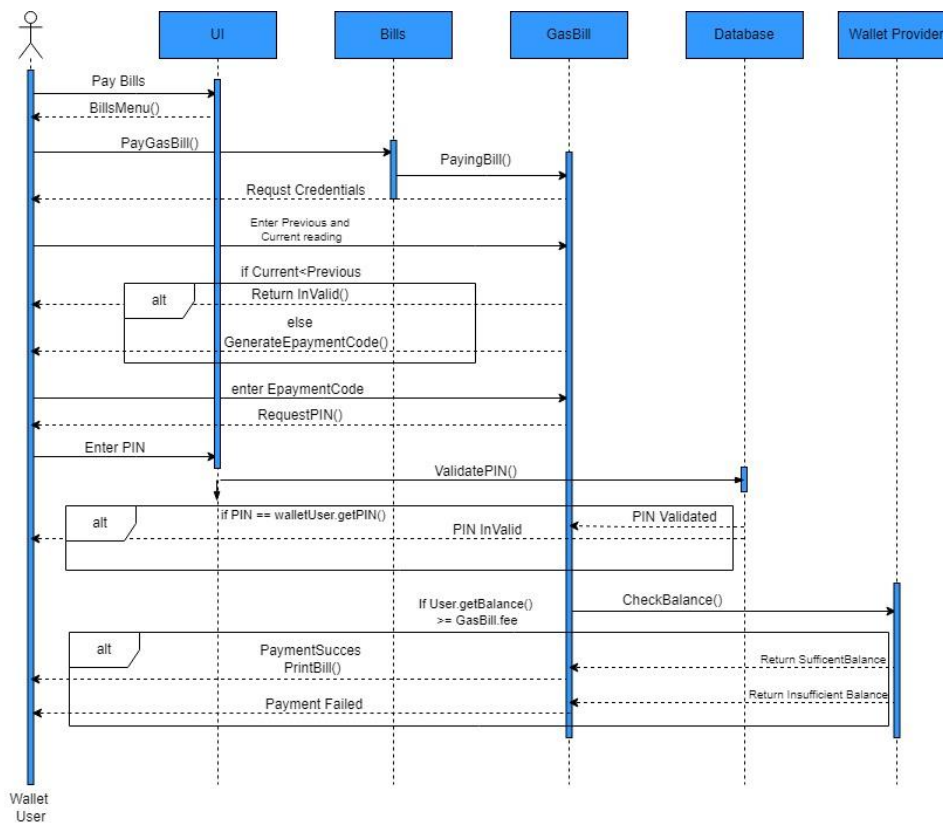 UI
Bills
GasBill
Database
Wallet Provider
Pay Bills
BillsMenu()
PayGasBill()
PayingBill()
Requst Credentials
Enter Previous and
Current reading
if Current<Previous
alt
Return InValid()
else
GenerateEpaymentCode()
enter EpaymentCode
RequestPIN()
Enter PIN
ValidatePIN()
if PIN == walletUser.getPIN()
alt
PIN Validated
PIN InValid
CheckBalance()
If User.getBalance()
>= GasBill.fee
alt
PaymentSucces
PrintBill()
Return SufficentBalance
Return Insufficient Balance
Payment Failed
Wallet
User